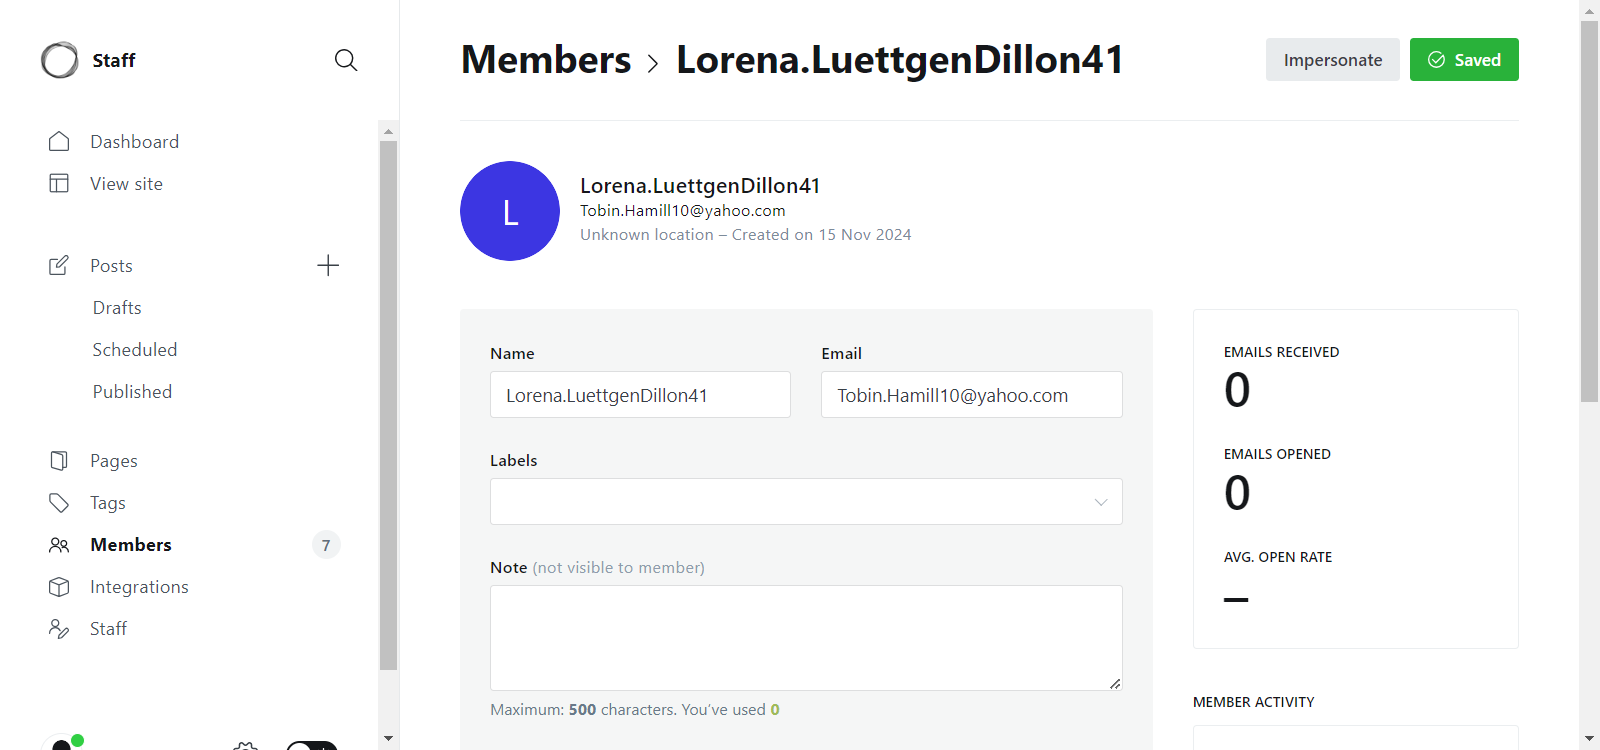 Staff
Dashboard
View site
Posts
Drafts
Scheduled
Published
Pages
Tags
Members
7
Integrations
Staff
Members > Lorena.LuettgenDillon41
Impersonate
Saved
L
Lorena.LuettgenDillon41
Tobin.Hamill10@yahoo.com
Unknown location – Created on 15 Nov 2024
Name
Lorena.LuettgenDillon41
Email
Tobin.Hamill10@yahoo.com
Labels
Note (not visible to member)
Maximum: 500 characters. You’ve used 0
EMAILS RECEIVED
0
EMAILS OPENED
0
AVG. OPEN RATE
–
MEMBER ACTIVITY